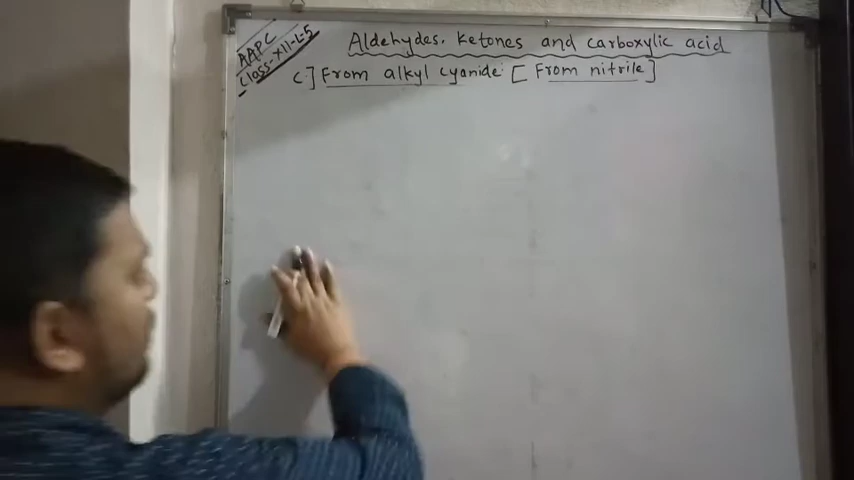 AAPC
Class-XII-L-5
Aldehydes, Ketones and carboxylic acid
c] From alkyl cyanide [ From nitrile ]